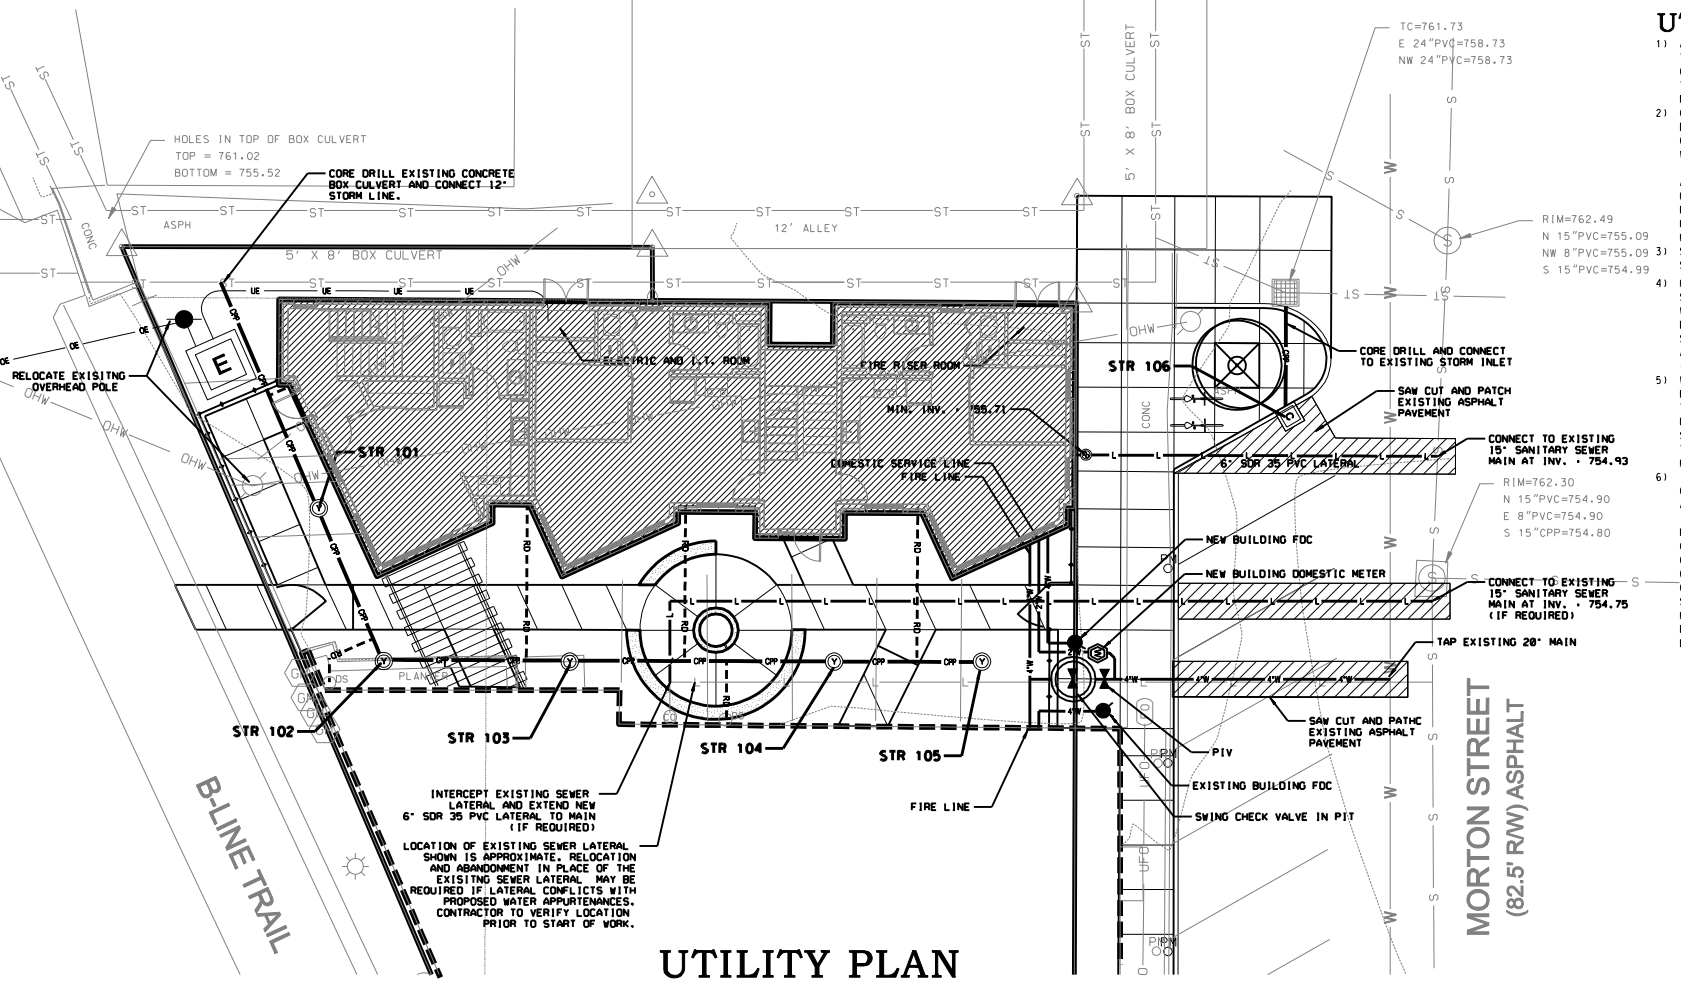 TC=761.73
E 24"PVC=758.73
NW 24"PVC=758.73
5' X 8' BOX CULVERT
HOLES IN TOP OF BOX CULVERT
TOP = 761.02
BOTTOM = 755.52
CORE DRILL EXISTING CONCRETE
BOX CULVERT AND CONNECT 12"
STORM LINE.
CONC
ASPH
12' ALLEY
5' X 8' BOX CULVERT
RIM=762.49
N 15"PVC=755.09
NW 8"PVC=755.09
S 15"PVC=754.99
1)
2)
3)
4)
5)
6)
E
RELOCATE EXISITNG
OVERHEAD POLE
ELECTRIC AND I.T. ROOM
FIRE RISER ROOM
STR 106
CORE DRILL AND CONNECT
TO EXISTING STORM INLET
SAW CUT AND PATCH
EXISTING ASPHALT
PAVEMENT
CONC
STR 101
DOMESTIC SERVICE LINE
FIRE LINE
6" SDR 35 PVC LATERAL
CONNECT TO EXISTING
15" SANITARY SEWER
MAIN AT INV. = 754.93
RIM=762.30
N 15"PVC=754.90
E 8"PVC=754.90
S 15"CPP=754.80
NEW BUILDING FDC
NEW BUILDING DOMESTIC METER
CONNECT TO EXISTING
15" SANITARY SEWER
MAIN AT INV. = 754.75
(IF REQUIRED)
TAP EXISTING 20" MAIN
PLANTER
STR 102
STR 103
STR 104
STR 105
SAW CUT AND PATHC
EXISTING ASPHALT
PAVEMENT
PIV
EXISTING BUILDING FDC
SWING CHECK VALVE IN PIT
FIRE LINE
INTERCEPT EXISTING SEWER
LATERAL AND EXTEND NEW
6" SDR 35 PVC LATERAL TO MAIN
(IF REQUIRED)
LOCATION OF EXISTING SEWER LATERAL
SHOWN IS APPROXIMATE. RELOCATION
AND ABANDONMENT IN PLACE OF THE
EXISITNG SEWER LATERAL MAY BE
REQUIRED IF LATERAL CONFLICTS WITH
PROPOSED WATER APPURTENANCES.
CONTRACTOR TO VERIFY LOCATION
PRIOR TO START OF WORK.
B-LINE TRAIL
MORTON STREET
(82.5' R/W) ASPHALT
UTILITY PLAN